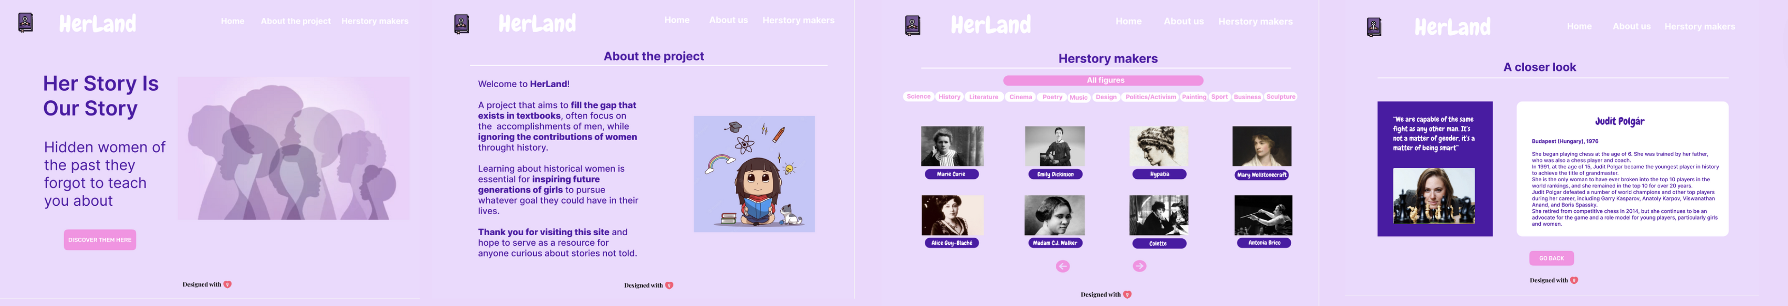 HerLand
Home About the project Herstory makers
Her Story Is
Our Story
Hidden women of
the past they
forgot to teach
you about
DISCOVER THEN HERE
Designed with
HerLand
Home About us Herstory makers
About the project
Welcome to HerLand!
A project that aims to fill the gap that
exists in textbooks, often focus on
the accomplishments of men, while
ignoring the contributions of women
throught history.
Learning about historical women is
essential for inspiring future
generations of girls to pursue
whatever goal they could have in their
lives.
Thank you for visiting this site and
hope to serve as a resource for
anyone curious about stories not told.
Designed with
HerLand
Home About us Herstory makers
Herstory makers
All figures
Science History Literature Cinema Poetry Music Design Politics/Activism Painting Sport Business Sculpture
Marie Curie Emily Dickinson Hypatia Mary Wolstonecraft
Alice Guy-Blaché Madam C.J. Walker Colette Antonia Brico
Designed with
HerLand
Home About us Herstory makers
A closer look
"We are capable of the same
fight as any other man. It's
not a matter of gender, it's a
matter of being smart"
Judit Polgár
Budapest (Hungary), 1976
She began playing chess at the age of 6. She was trained by her father,
who was also a chess player and coach.
In 1991, at the age of 15, Judit Polgar became the youngest player in history
to achieve the title of grandmaster.
She is the only woman to have ever broken into the top 10 players in the
world rankings, and she remained in the top 10 for over 20 years.
Judit Polgar defeated a number of world champions and other top players
during her career, including Garry Kasparov, Anatoly Karpov, Viswanathan
Anand, and Boris Spassky.
She retired from competitive chess in 2014, but she continues to be an
advocate for the game and a role model for young players, particularly girls
and women.
GO BACK
Designed with